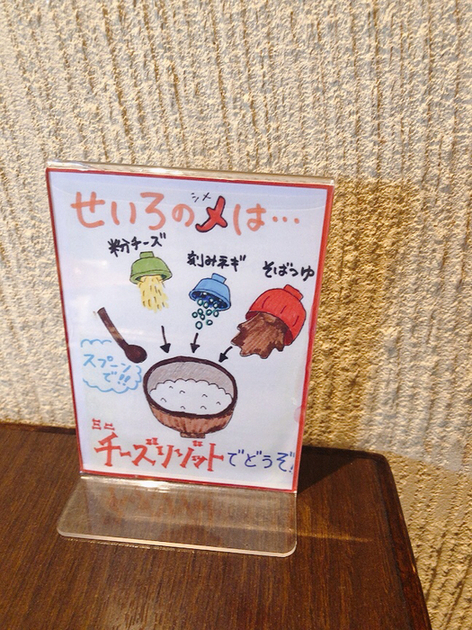 シメ
せいろの〆は…
粉チーズ
刻みネギ
そばつゆ
スプーン
で!!
ミニ
チーズリゾットでどうぞ!